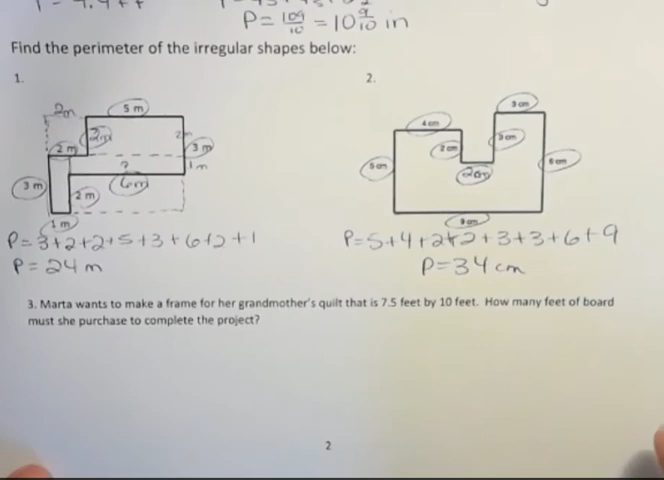 P = 109/10 = 10 9/10 in
Find the perimeter of the irregular shapes below:
1.
2.
2m
5 m
2m
2m
2 m
3 m
1m
?
6m
3 m
2 m
1 m
3 cm
4 cm
3 cm
2 cm
2cm
5 cm
6 cm
9 cm
P=3+2+2+5+3+6+2+1
P= 24 m
P=5+4+2+2+3+3+6+9
P=34 cm
3. Marta wants to make a frame for her grandmother's quilt that is 7.5 feet by 10 feet. How many feet of board
must she purchase to complete the project?
2